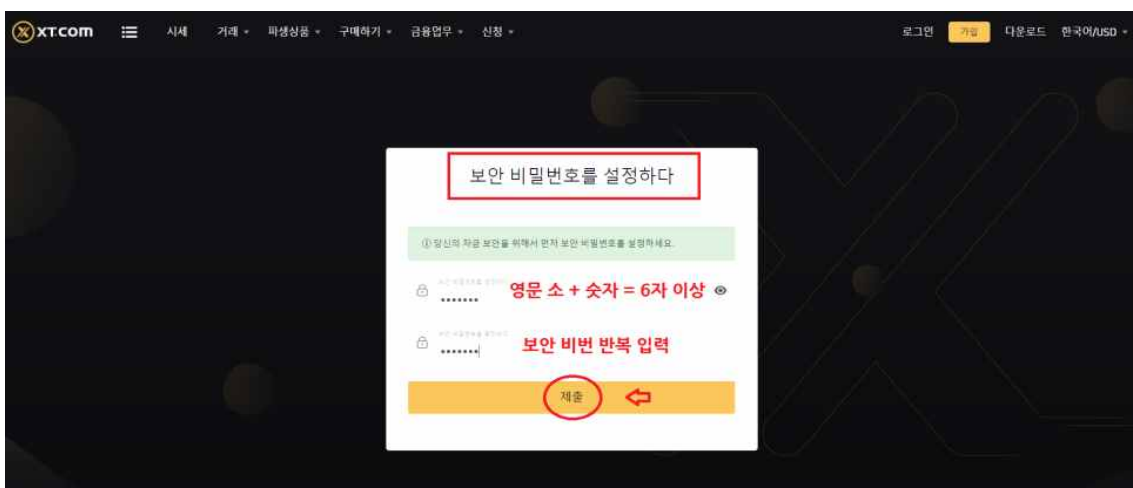 XT.COM 시세 거래 파생상품 구매하기 금융업무 신청 로그인 가입 다운로드 한국어/USD
보안 비밀번호를 설정하다
당신의 자금 보안을 위해서 먼저 보안 비밀번호를 설정하세요.
영문 소 + 숫자 = 6자 이상
보안 비번 반복 입력
제출